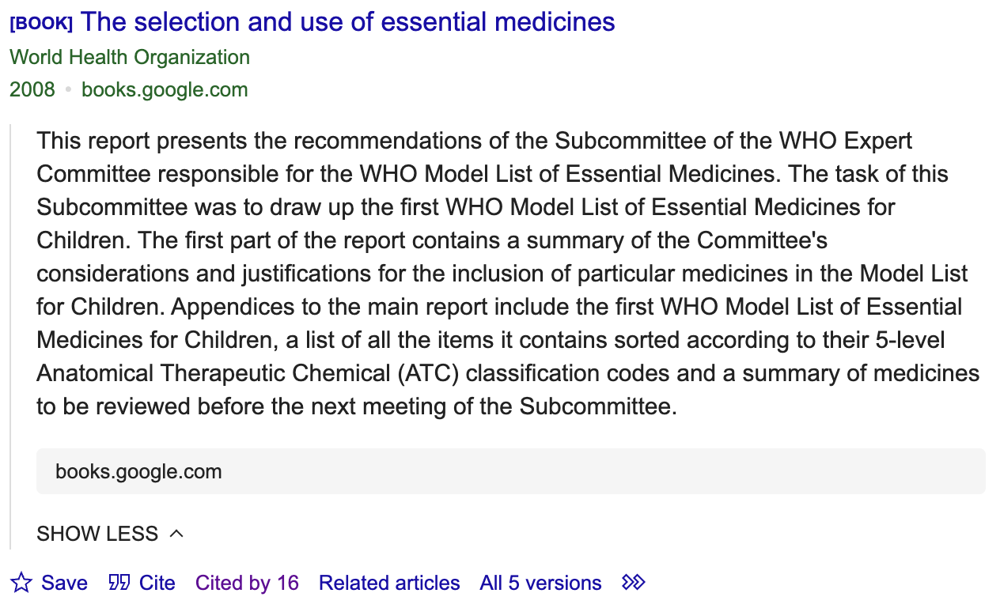 [BOOK] The selection and use of essential medicines
World Health Organization
2008 • books.google.com
This report presents the recommendations of the Subcommittee of the WHO Expert
Committee responsible for the WHO Model List of Essential Medicines. The task of this
Subcommittee was to draw up the first WHO Model List of Essential Medicines for
Children. The first part of the report contains a summary of the Committee's
considerations and justifications for the inclusion of particular medicines in the Model List
for Children. Appendices to the main report include the first WHO Model List of Essential
Medicines for Children, a list of all the items it contains sorted according to their 5-level
Anatomical Therapeutic Chemical (ATC) classification codes and a summary of medicines
to be reviewed before the next meeting of the Subcommittee.
books.google.com
SHOW LESS
Save Cite Cited by 16 Related articles All 5 versions